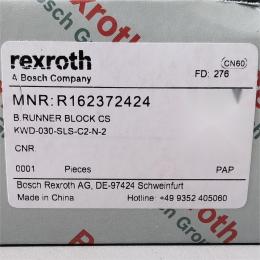 rexroth
A Bosch Company
CN60
FD: 276
MNR: R162372424
B.RUNNER BLOCK CS
KWD-030-SLS-C2-N-2
CNR.
0001 Pieces PAP
Bosch Rexroth AG, DE-97424 Schweinfurt
Made in China Hotline: +49 9352 405060